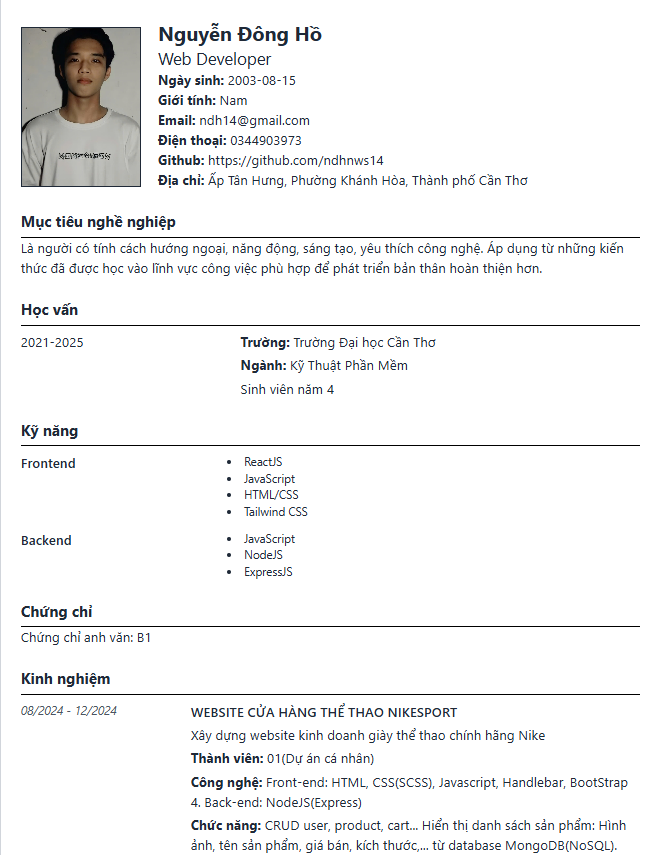 Nguyễn Đông Hồ
Web Developer
Ngày sinh: 2003-08-15
Giới tính: Nam
Email: ndh14@gmail.com
Điện thoại: 0344903973
Github: https://github.com/ndhnws14
Địa chỉ: Ấp Tân Hưng, Phường Khánh Hòa, Thành phố Cần Thơ
Mục tiêu nghề nghiệp
Là người có tính cách hướng ngoại, năng động, sáng tạo, yêu thích công nghệ. Áp dụng từ những kiến
thức đã được học vào lĩnh vực công việc phù hợp để phát triển bản thân hoàn thiện hơn.
Học vấn
2021-2025
Trường: Trường Đại học Cần Thơ
Ngành: Kỹ Thuật Phần Mềm
Sinh viên năm 4
Kỹ năng
Frontend
• ReactJS
• JavaScript
• HTML/CSS
• Tailwind CSS
Backend
• JavaScript
• NodeJS
• ExpressJS
Chứng chỉ
Chứng chỉ anh văn: B1
Kinh nghiệm
08/2024 - 12/2024
WEBSITE CỬA HÀNG THỂ THAO NIKESPORT
Xây dựng website kinh doanh giày thể thao chính hãng Nike
Thành viên: 01(Dự án cá nhân)
Công nghệ: Front-end: HTML, CSS(SCSS), Javascript, Handlebar, BootStrap
4. Back-end: NodeJS(Express)
Chức năng: CRUD user, product, cart... Hiển thị danh sách sản phẩm: Hình
ảnh, tên sản phẩm, giá bán, kích thước,... từ database MongoDB(NoSQL).